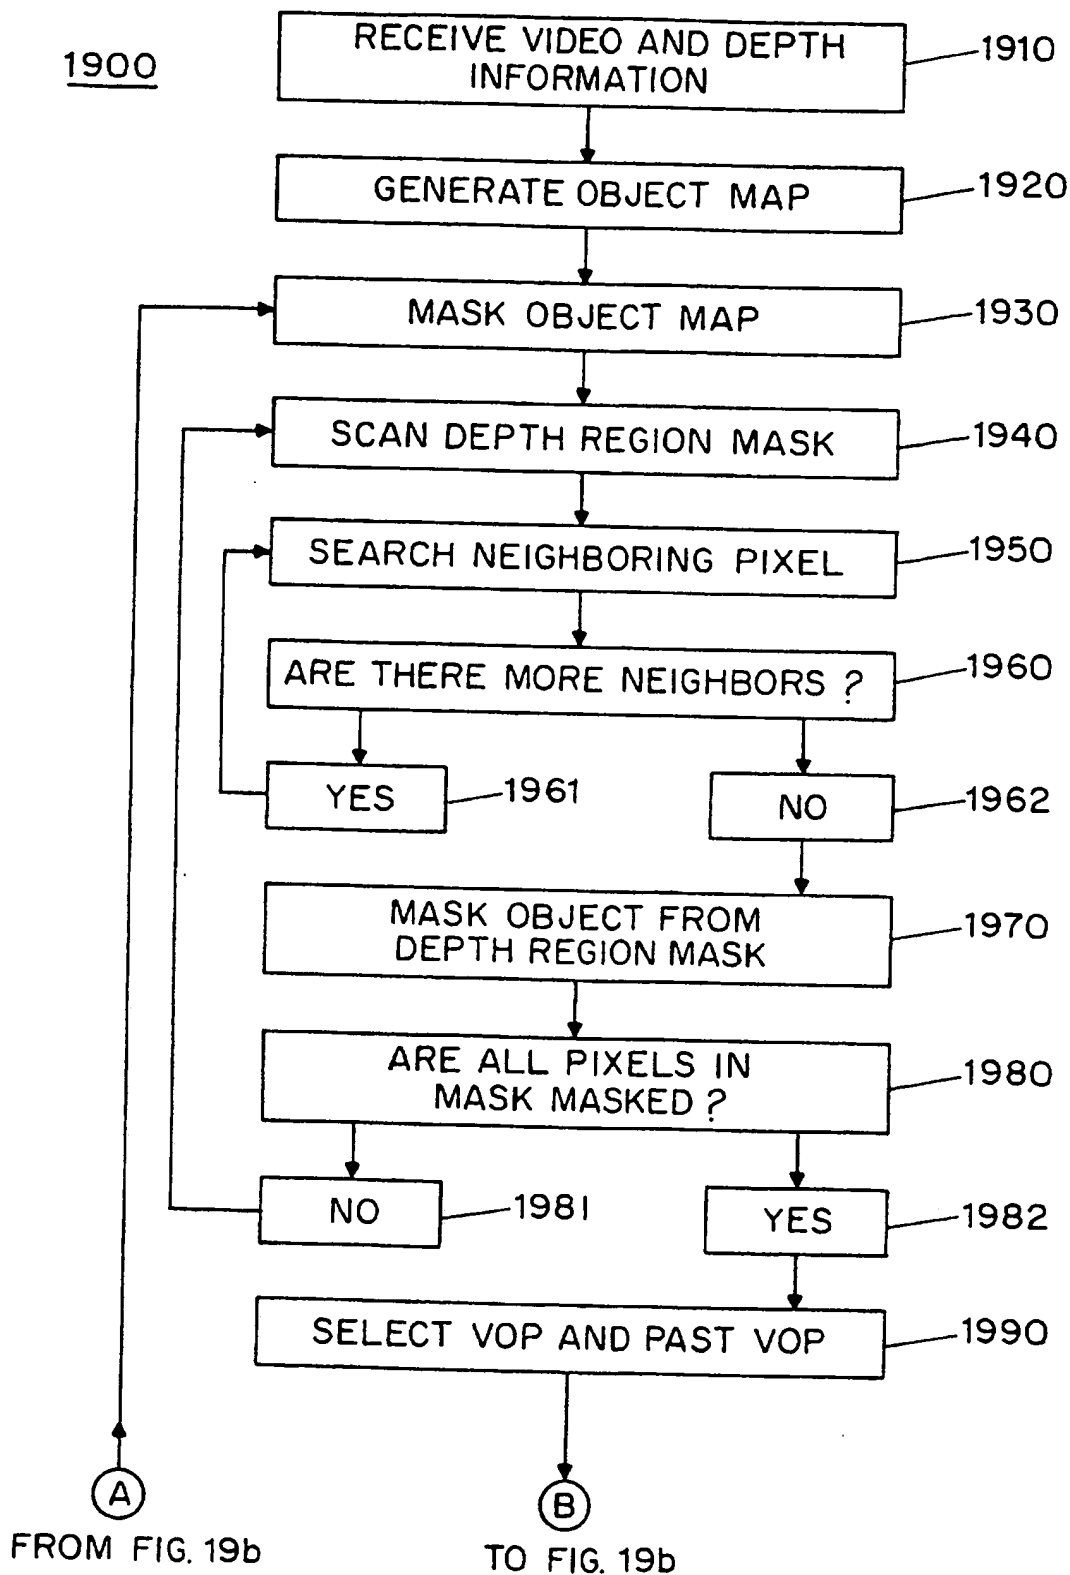 1900
RECEIVE VIDEO AND DEPTH
INFORMATION
1910
GENERATE OBJECT MAP
1920
MASK OBJECT MAP
1930
SCAN DEPTH REGION MASK
1940
SEARCH NEIGHBORING PIXEL
1950
ARE THERE MORE NEIGHBORS ?
1960
YES
1961
NO
1962
MASK OBJECT FROM
DEPTH REGION MASK
1970
ARE ALL PIXELS IN
MASK MASKED ?
1980
NO
1981
YES
1982
SELECT VOP AND PAST VOP
1990
A
FROM FIG. 19b
B
TO FIG. 19b